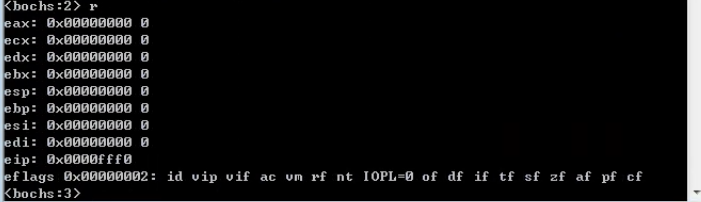 <bochs:2> r
eax: 0x00000000 0
ecx: 0x00000000 0
edx: 0x00000000 0
ebx: 0x00000000 0
esp: 0x00000000 0
ebp: 0x00000000 0
esi: 0x00000000 0
edi: 0x00000000 0
eip: 0x0000fff0
eflags 0x00000002: id vip vif ac vm rf nt IOPL=0 of df if tf sf zf af pf cf
<bochs:3>